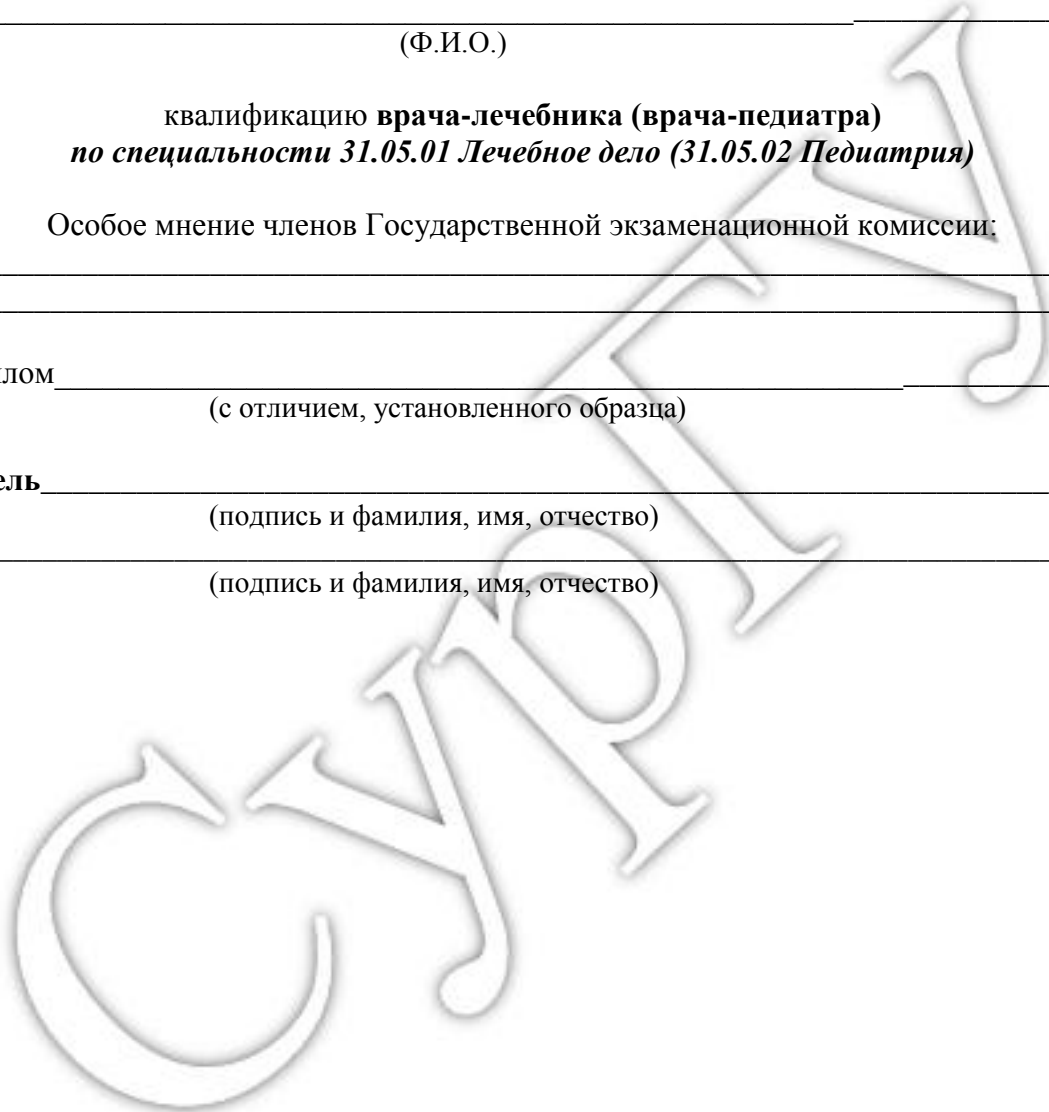 (Ф.И.О.)
квалификацию врача-лечебника (врача-педиатра)
по специальности 31.05.01 Лечебное дело (31.05.02 Педиатрия)
Особое мнение членов Государственной экзаменационной комиссии:
лом
(с отличием, установленного образца)
ель
(подпись и фамилия, имя, отчество)
(подпись и фамилия, имя, отчество)
СурГУ